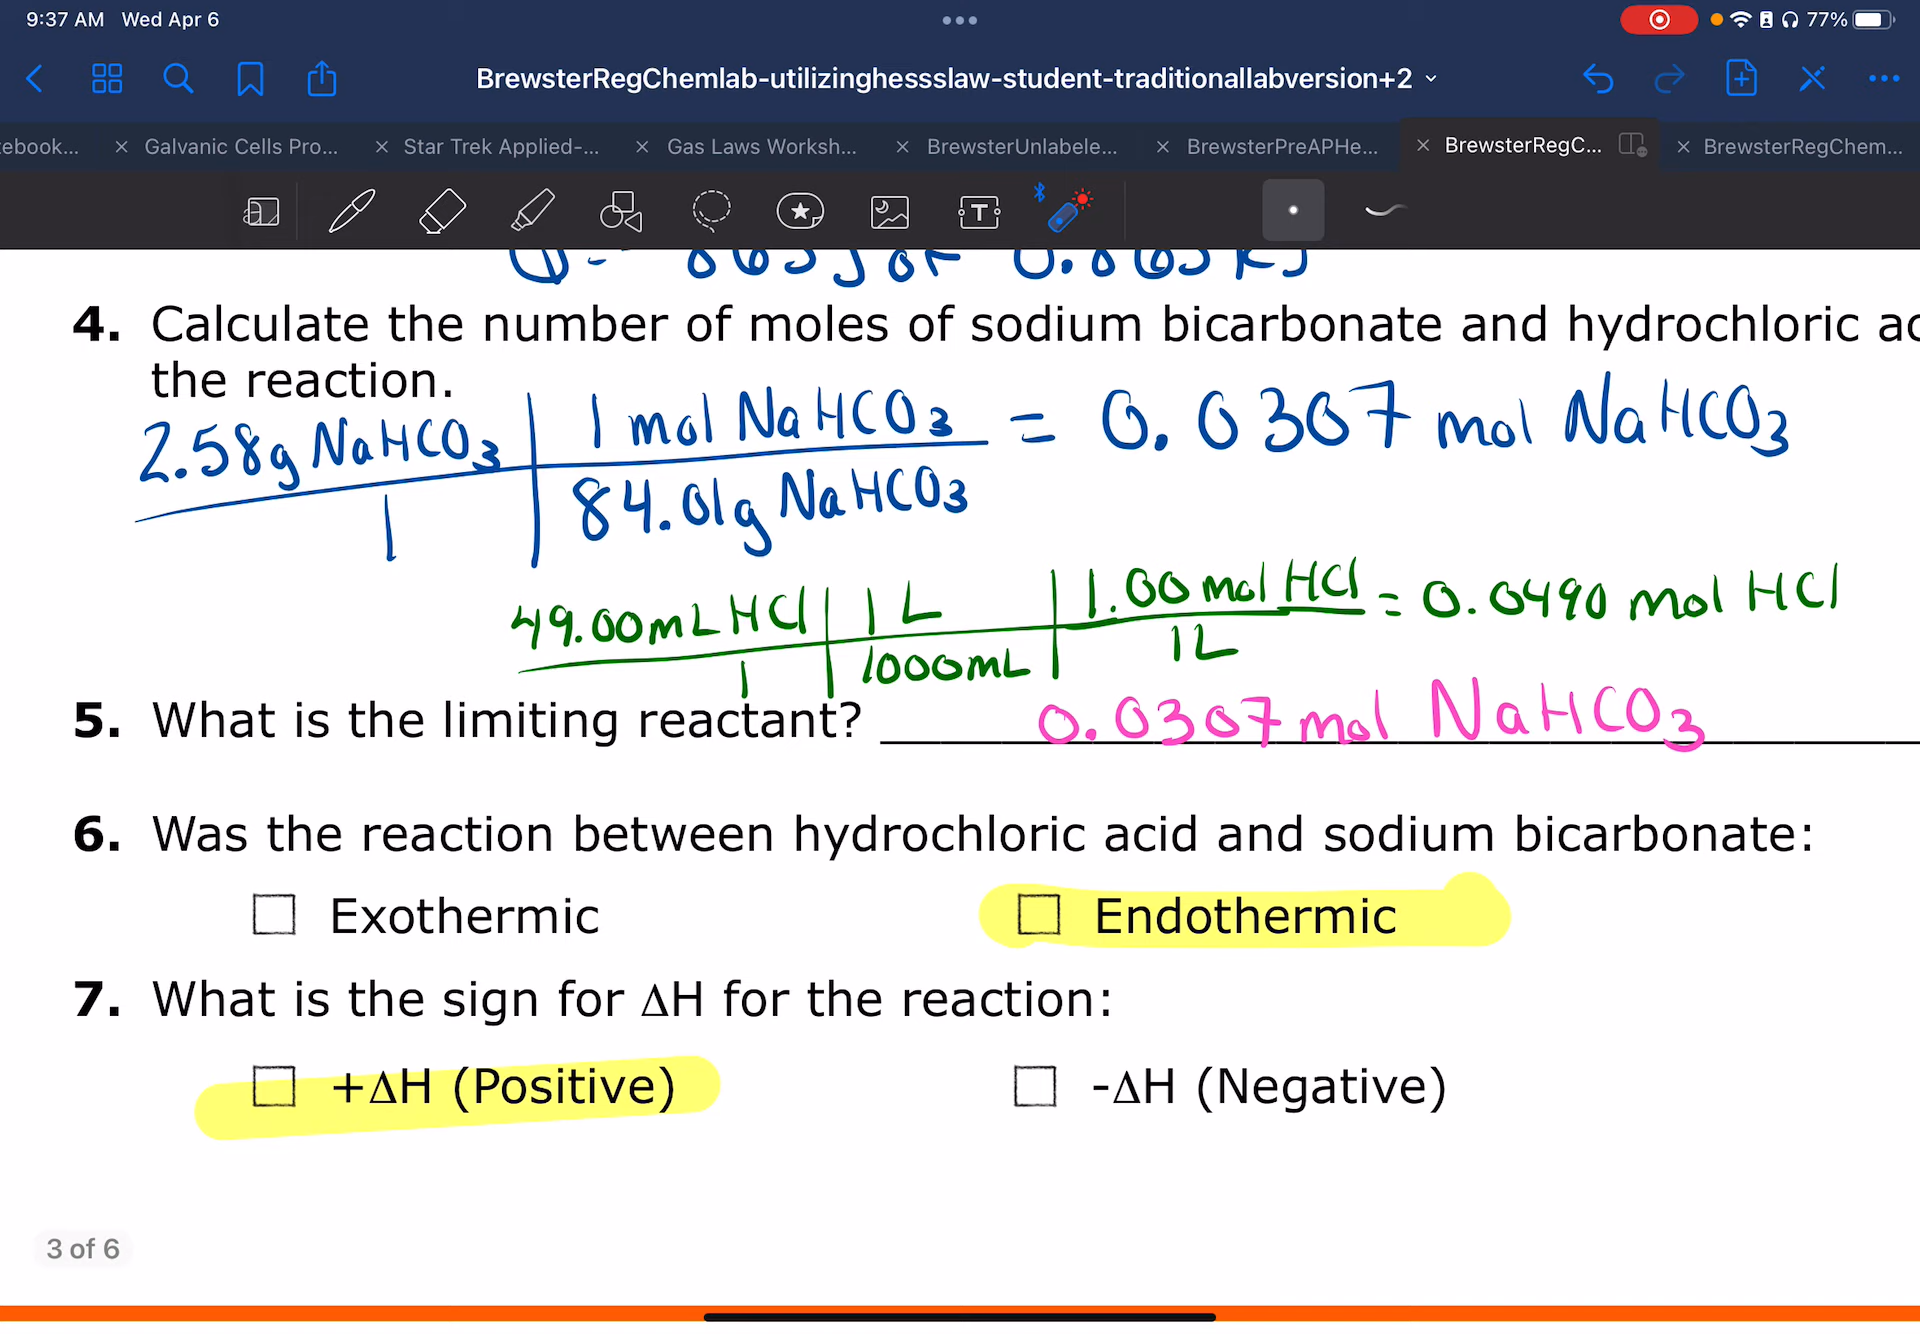 9:37 AM Wed Apr 6
77%
BrewsterRegChemlab-utilizinghessslaw-student-traditionallabversion+2
ebook... × Galvanic Cells Pro... × Star Trek Applied-... × Gas Laws Worksh... × BrewsterUnlabele... × BrewsterPreAPHe... × BrewsterRegC... × BrewsterRegChem...
4. Calculate the number of moles of sodium bicarbonate and hydrochloric ac
the reaction.
2.58g NaHCO3 | 1 mol NaHCO3 = 0.0307 mol NaHCO3
1 | 84.01g NaHCO3
49.00mL HCl | 1 L | 1.00 mol HCl = 0.0490 mol HCl
1 | 1000mL | 1L
5. What is the limiting reactant? 0.0307 mol NaHCO3
6. Was the reaction between hydrochloric acid and sodium bicarbonate:
☐ Exothermic ☐ Endothermic
7. What is the sign for ΔH for the reaction:
☐ +ΔH (Positive) ☐ -ΔH (Negative)
3 of 6